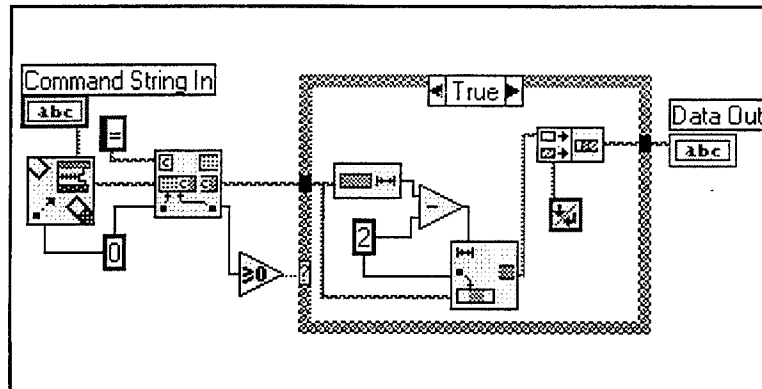 Command String In
abc
=
0
≥0
?
True
2
-
Data Out
abc